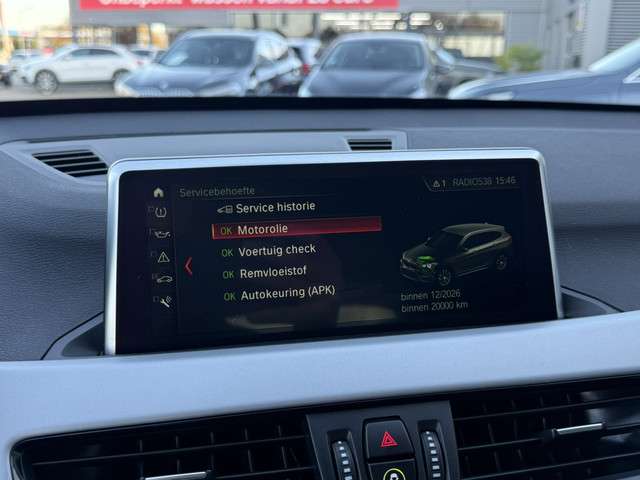 Servicebehoefte
1 RADIO538 15:46
Service historie
OK Motorolie
OK Voertuig check
OK Remvloeistof
OK Autokeuring (APK)
binnen 12/2026
binnen 20000 km